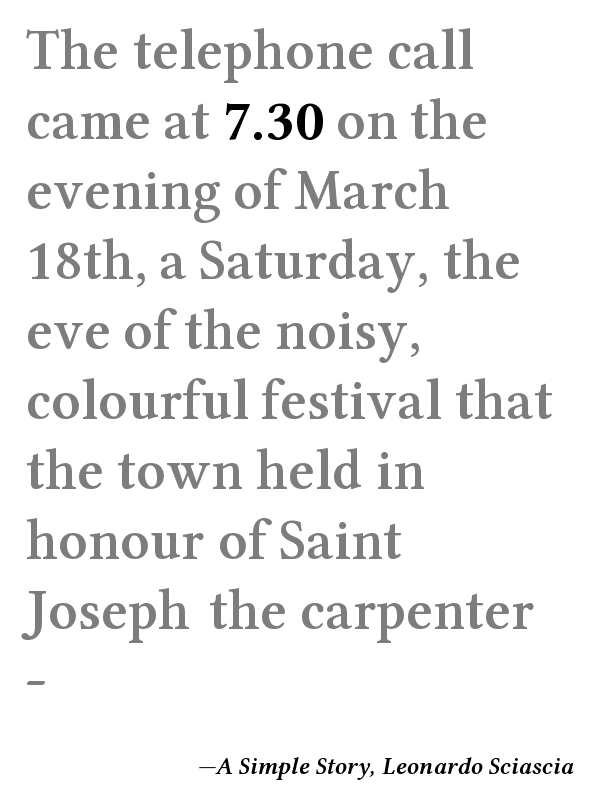 The telephone call
came at 7.30 on the
evening of March
18th, a Saturday, the
eve of the noisy,
colourful festival that
the town held in
honour of Saint
Joseph the carpenter
–
—A Simple Story, Leonardo Sciascia